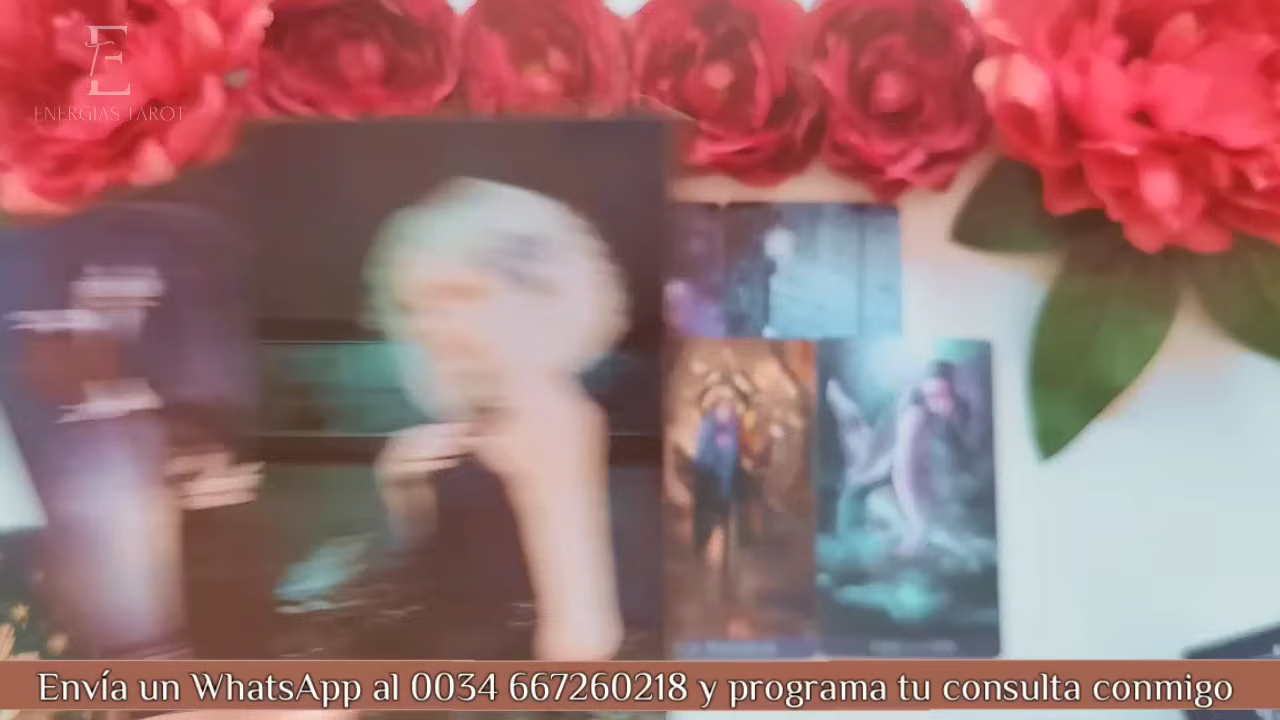 E
ENERGIAS TAROT
Envía un WhatsApp al 0034 667260218 y programa tu consulta conmigo